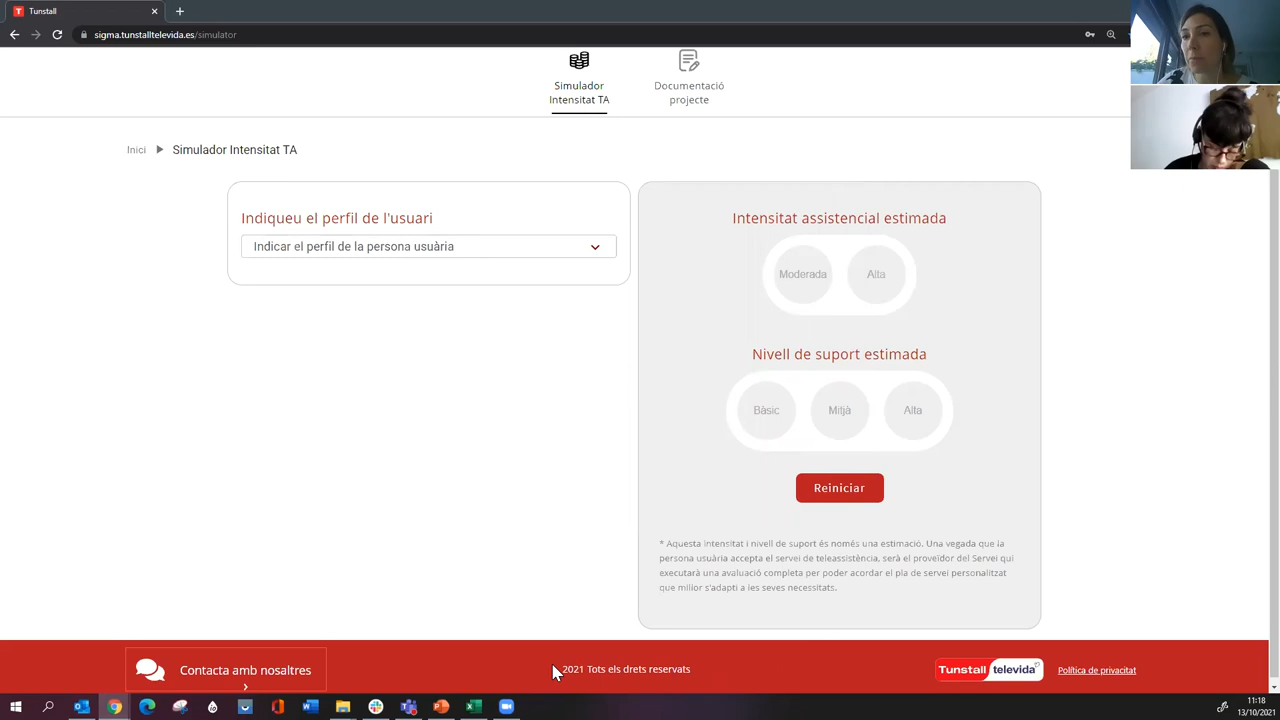 Tunstall
sigma.tunstalltelevida.es/simulator
Simulador
Intensitat TA
Documentació
projecte
Inici
Simulador Intensitat TA
Indiqueu el perfil de l'usuari
Indicar el perfil de la persona usuària
Intensitat assistencial estimada
Moderada
Alta
Nivell de suport estimada
Bàsic
Mitjà
Alta
Reiniciar
* Aquesta intensitat i nivell de suport és només una estimació. Una vegada que la
persona usuària accepta el servei de teleassistència, serà el proveïdor del Servei qui
executarà una avaluació completa per poder acordar el pla de servei personalitzat
que millor s'adapti a les seves necessitats.
Contacta amb nosaltres
2021 Tots els drets reservats
Tunstall televida
Política de privacitat
11:18
13/10/2021